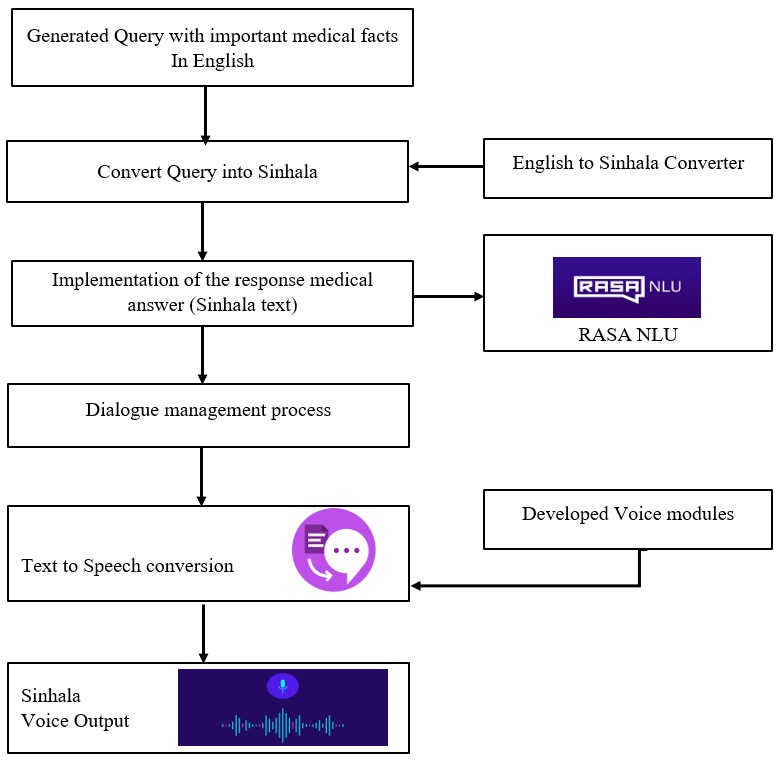 Generated Query with important medical facts
In English
Convert Query into Sinhala
English to Sinhala Converter
Implementation of the response medical
answer (Sinhala text)
RASA NLU
RASA NLU
Dialogue management process
Developed Voice modules
Text to Speech conversion
Sinhala
Voice Output